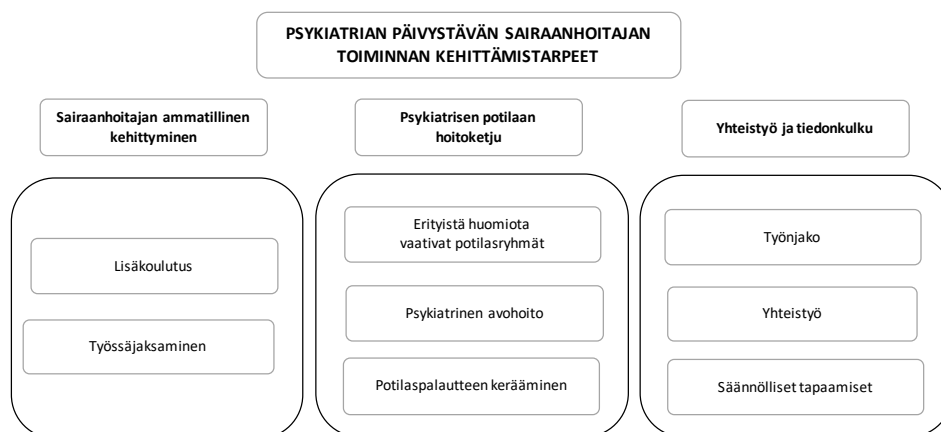 PSYKIATRIAN PÄIVYSTÄVÄN SAIRAANHOITAJAN
TOIMINNAN KEHITTÄMISTARPEET
Sairaanhoitajan ammatillinen
kehittyminen
Lisäkoulutus
Työssäjaksaminen
Psykiatrisen potilaan
hoitoketju
Erityistä huomiota
vaativat potilasryhmät
Psykiatrinen avohoito
Potilaspalautteen kerääminen
Yhteistyö ja tiedonkulku
Työnjako
Yhteistyö
Säännölliset tapaamiset